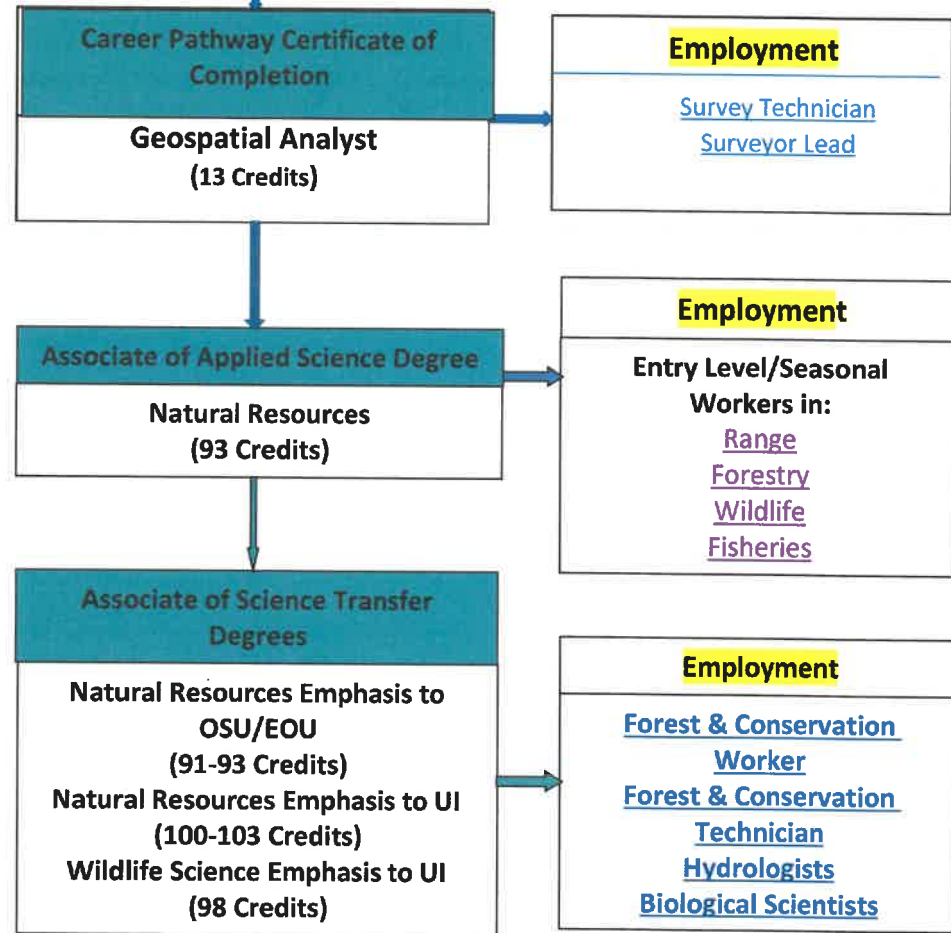 Career Pathway Certificate of
Completion
Geospatial Analyst
(13 Credits)
Employment
Survey Technician
Surveyor Lead
Associate of Applied Science Degree
Natural Resources
(93 Credits)
Employment
Entry Level/Seasonal
Workers in:
Range
Forestry
Wildlife
Fisheries
Associate of Science Transfer
Degrees
Natural Resources Emphasis to
OSU/EOU
(91-93 Credits)
Natural Resources Emphasis to UI
(100-103 Credits)
Wildlife Science Emphasis to UI
(98 Credits)
Employment
Forest & Conservation
Worker
Forest & Conservation
Technician
Hydrologists
Biological Scientists